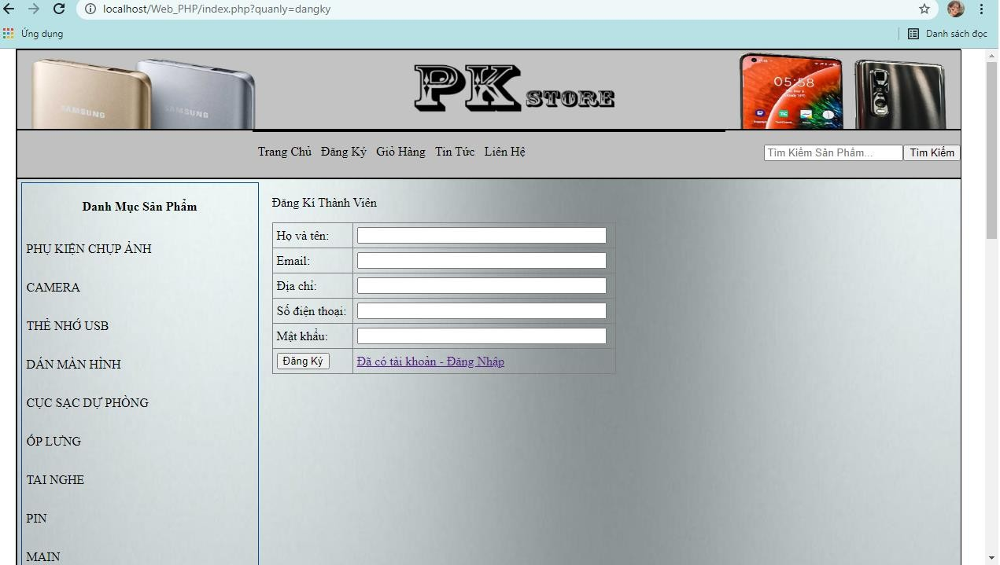 localhost/Web_PHP/index.php?quanly=dangky
Ứng dụng
Danh sách đọc
SAMSUNG
SAMSUNG
PK STORE
05:58
Trang Chủ Đăng Ký Giỏ Hàng Tin Tức Liên Hệ
Tìm Kiếm Sản Phẩm... Tìm Kiếm
Danh Mục Sản Phẩm
PHỤ KIỆN CHỤP ẢNH
CAMERA
THẺ NHỚ USB
DÁN MÀN HÌNH
CỤC SẠC DỰ PHÒNG
ỐP LƯNG
TAI NGHE
PIN
MAIN
Đăng Kí Thành Viên
Họ và tên:
Email:
Địa chỉ:
Số điện thoại:
Mật khẩu:
Đăng Ký Đã có tài khoản - Đăng Nhập